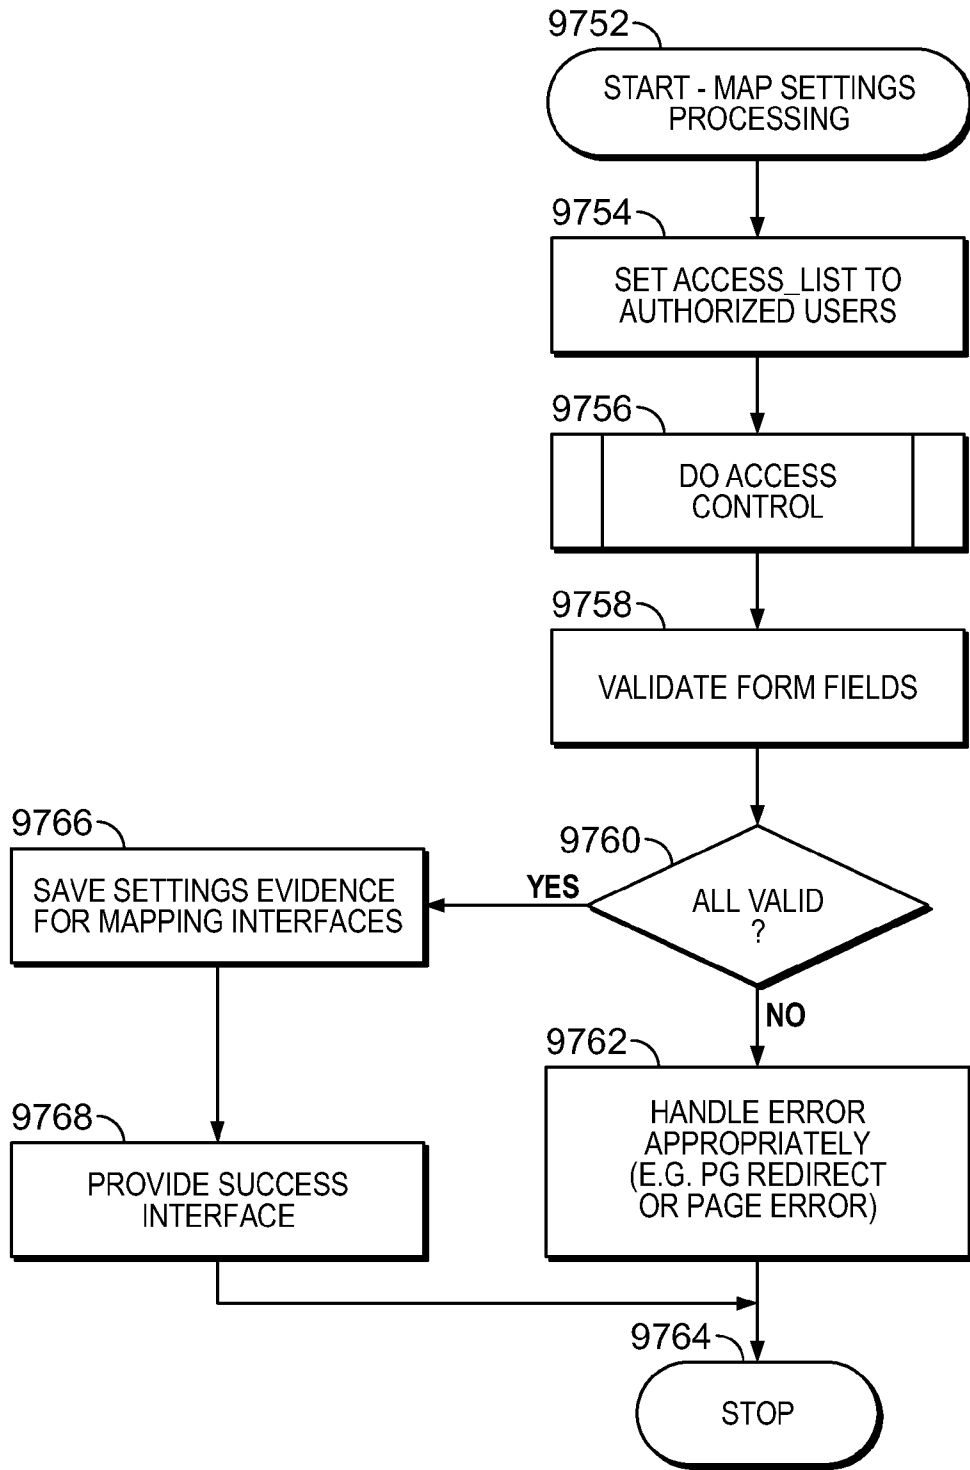 9752
START - MAP SETTINGS
PROCESSING
9754
SET ACCESS_LIST TO
AUTHORIZED USERS
9756
DO ACCESS
CONTROL
9758
VALIDATE FORM FIELDS
9760
ALL VALID
?
YES
NO
9766
SAVE SETTINGS EVIDENCE
FOR MAPPING INTERFACES
9768
PROVIDE SUCCESS
INTERFACE
9762
HANDLE ERROR
APPROPRIATELY
(E.G. PG REDIRECT
OR PAGE ERROR)
9764
STOP